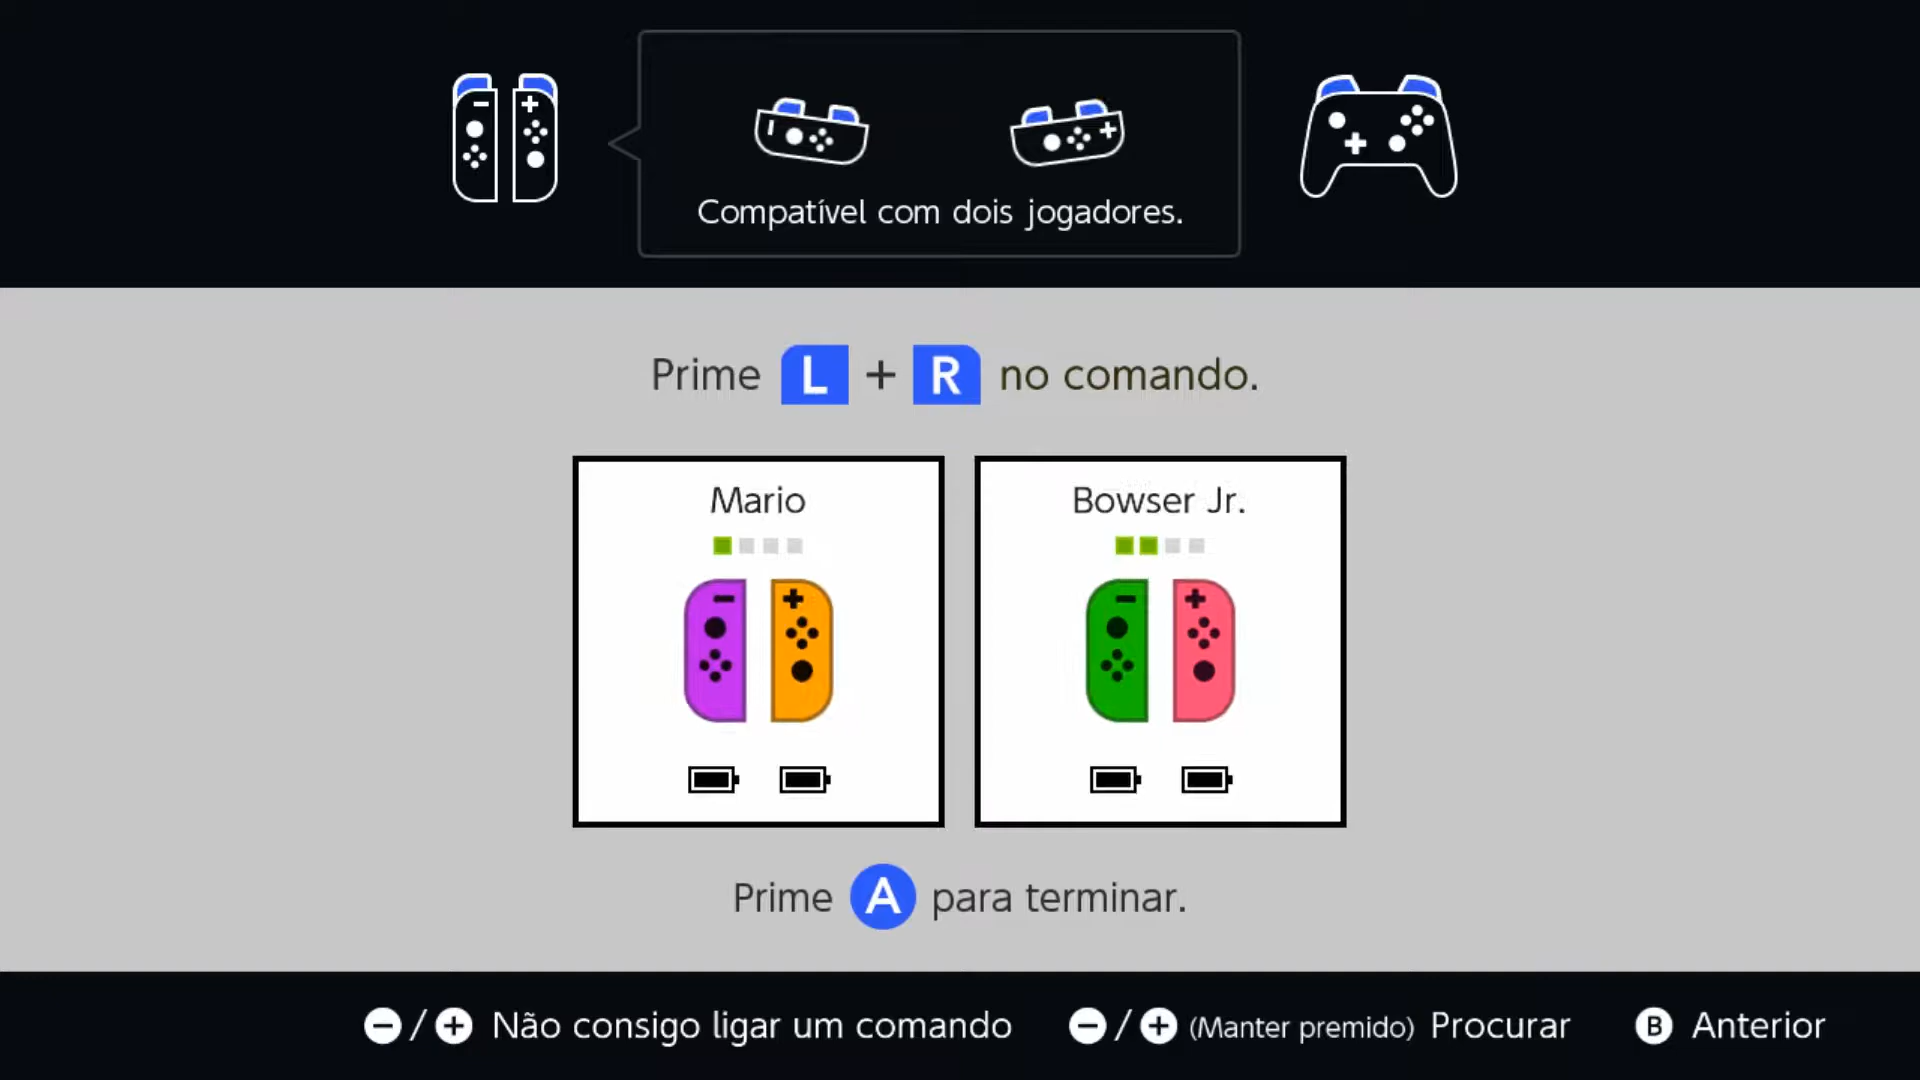 Compatível com dois jogadores.
Prime L + R no comando.
Mario
Bowser Jr.
Prime A para terminar.
−/+ Não consigo ligar um comando −/+ (Manter premido) Procurar B Anterior